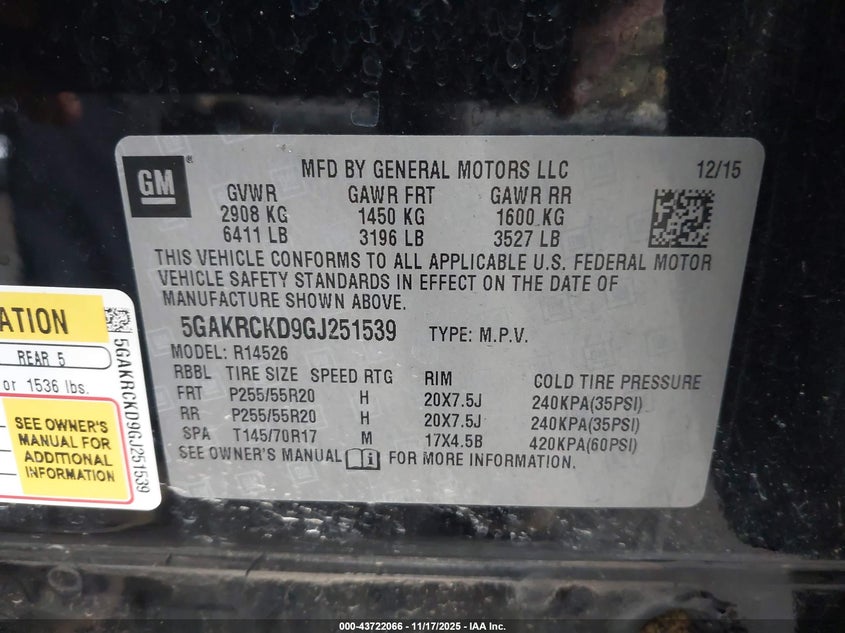 GM ®
MFD BY GENERAL MOTORS LLC 12/15
GVWR GAWR FRT GAWR RR
2908 KG 1450 KG 1600 KG
6411 LB 3196 LB 3527 LB
THIS VEHICLE CONFORMS TO ALL APPLICABLE U.S. FEDERAL MOTOR
VEHICLE SAFETY STANDARDS IN EFFECT ON THE DATE OF
MANUFACTURE SHOWN ABOVE.
5GAKRCKD9GJ251539 TYPE: M.P.V.
MODEL: R14526
RBBL TIRE SIZE SPEED RTG RIM COLD TIRE PRESSURE
FRT P255/55R20 H 20X7.5J 240KPA(35PSI)
RR P255/55R20 H 20X7.5J 240KPA(35PSI)
SPA T145/70R17 M 17X4.5B 420KPA(60PSI)
SEE OWNER'S MANUAL i FOR MORE INFORMATION.
ATION
REAR 5
or 1536 lbs.
SEE OWNER'S
MANUAL FOR
ADDITIONAL
INFORMATION
5GAKRCKD9GJ251539
000-43722066 - 11/17/2025 - IAA Inc.